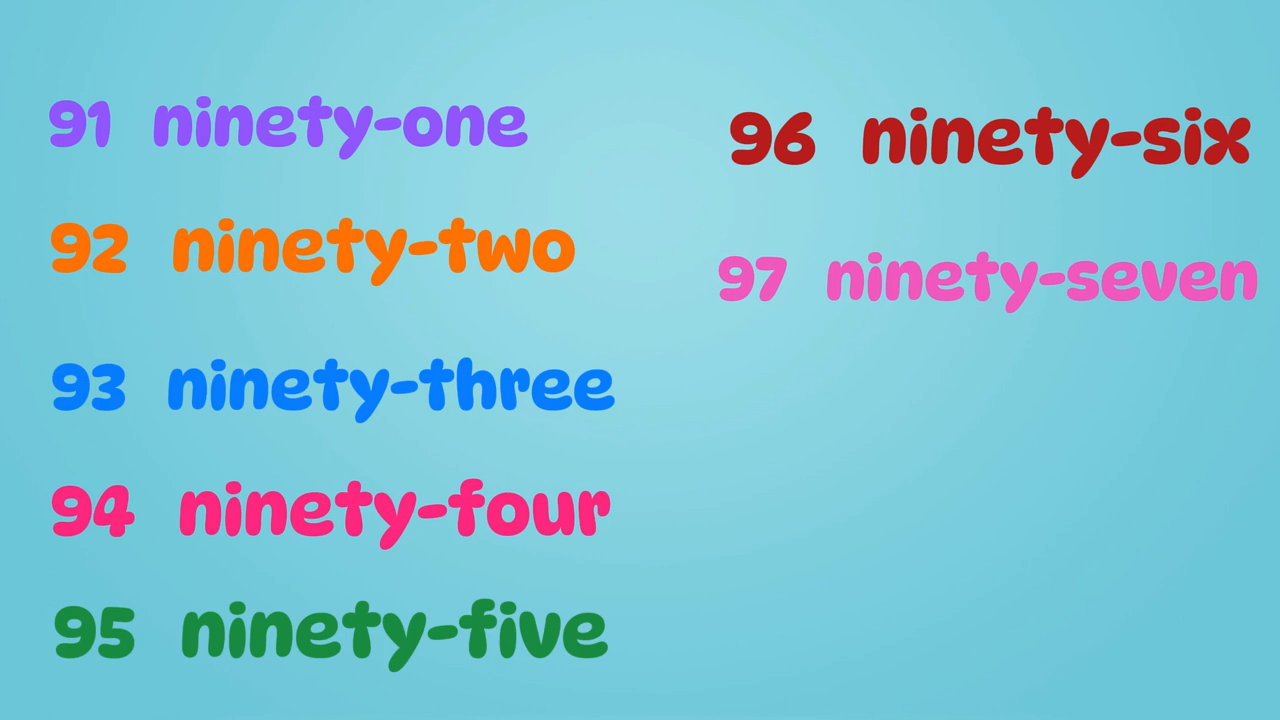 91 ninety-one
92 ninety-two
93 ninety-three
94 ninety-four
95 ninety-five
96 ninety-six
97 ninety-seven